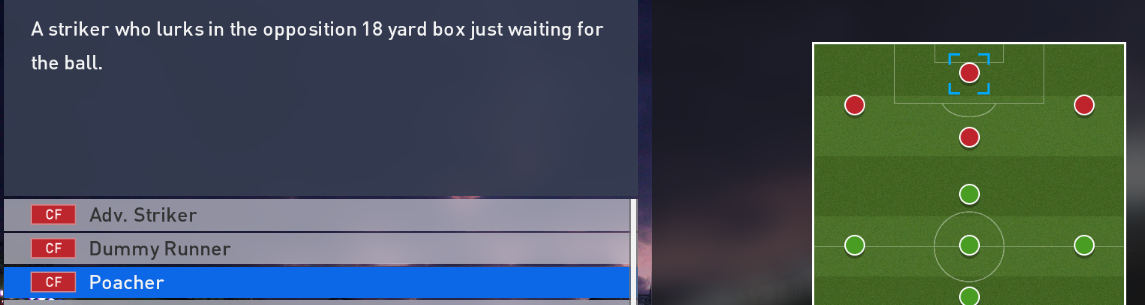 A striker who lurks in the opposition 18 yard box just waiting for
the ball.
CF Adv. Striker
CF Dummy Runner
CF Poacher